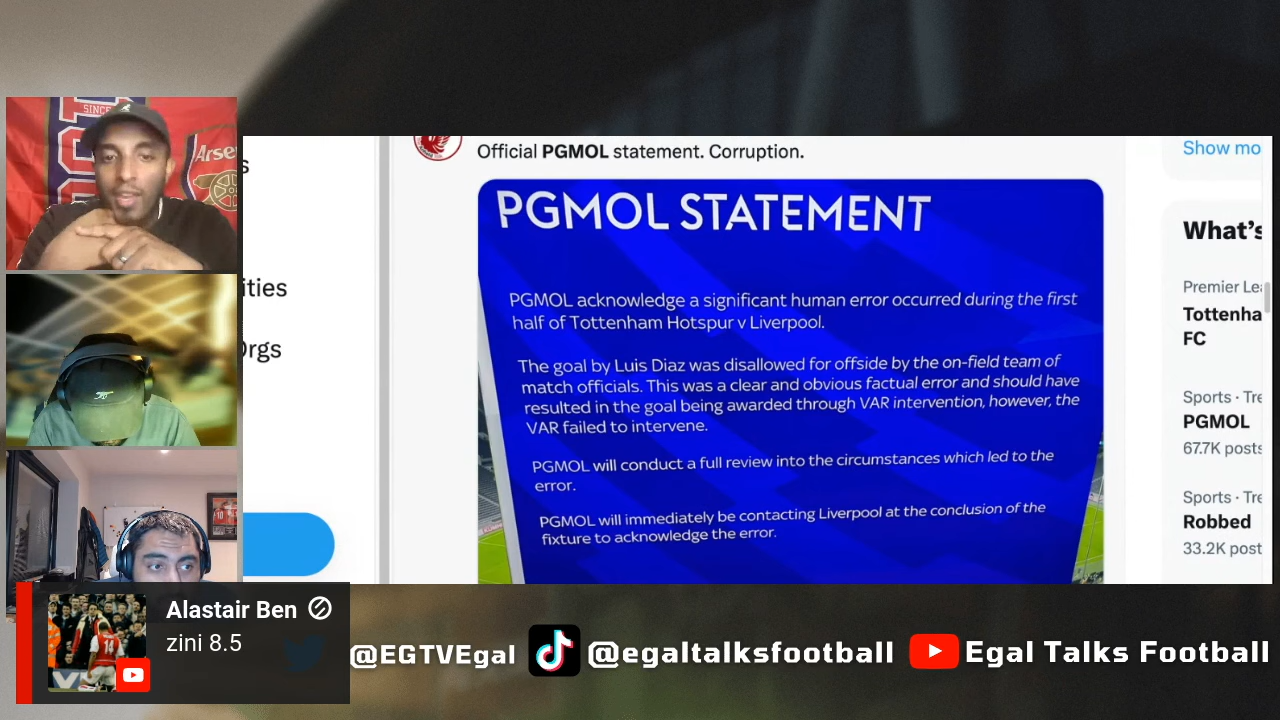 SINCE
Arse
s
ities
Orgs
Official PGMOL statement. Corruption.
PGMOL STATEMENT
PGMOL acknowledge a significant human error occurred during the first
half of Tottenham Hotspur v Liverpool.
The goal by Luis Diaz was disallowed for offside by the on-field team of
match officials. This was a clear and obvious factual error and should have
resulted in the goal being awarded through VAR intervention, however, the
VAR failed to intervene.
PGMOL will conduct a full review into the circumstances which led to the
error.
PGMOL will immediately be contacting Liverpool at the conclusion of the
fixture to acknowledge the error.
Show mo
What's
Premier Lea
Tottenha
FC
Sports · Tre
PGMOL
67.7K posts
Sports · Tre
Robbed
33.2K post
Alastair Ben
zini 8.5
14
@EGTVEgal
@egaltalksfootball
Egal Talks Football